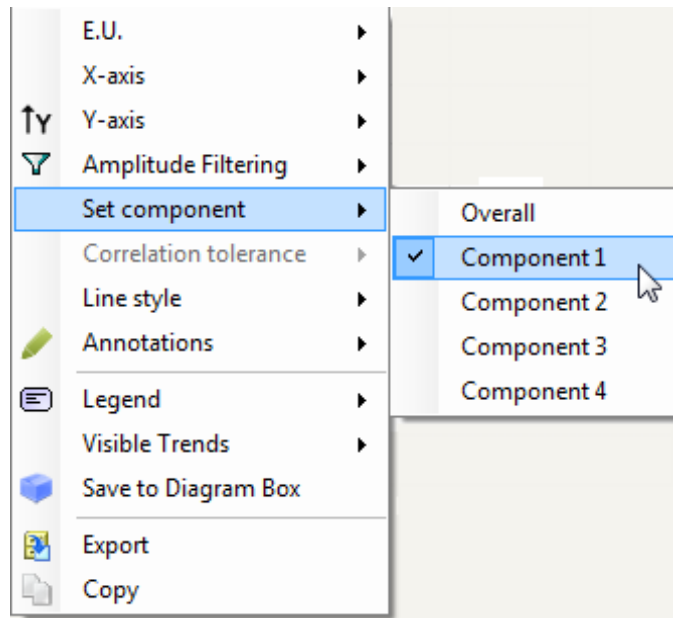 E.U.
X-axis
Y-axis
Amplitude Filtering
Set component
Correlation tolerance
Line style
Annotations
Legend
Visible Trends
Save to Diagram Box
Export
Copy
Overall
Component 1
Component 2
Component 3
Component 4